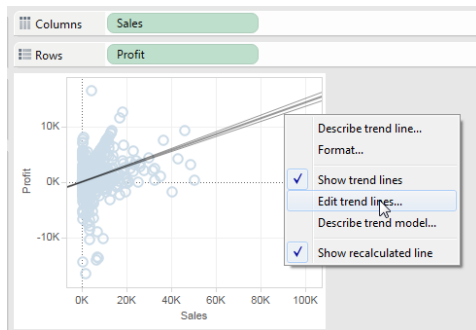 Columns Sales
Rows Profit
Describe trend line...
Format...
Show trend lines
Edit trend lines...
Describe trend model...
Show recalculated line
Profit
10K
0K
-10K
0K 20K 40K 60K 80K 100K
Sales